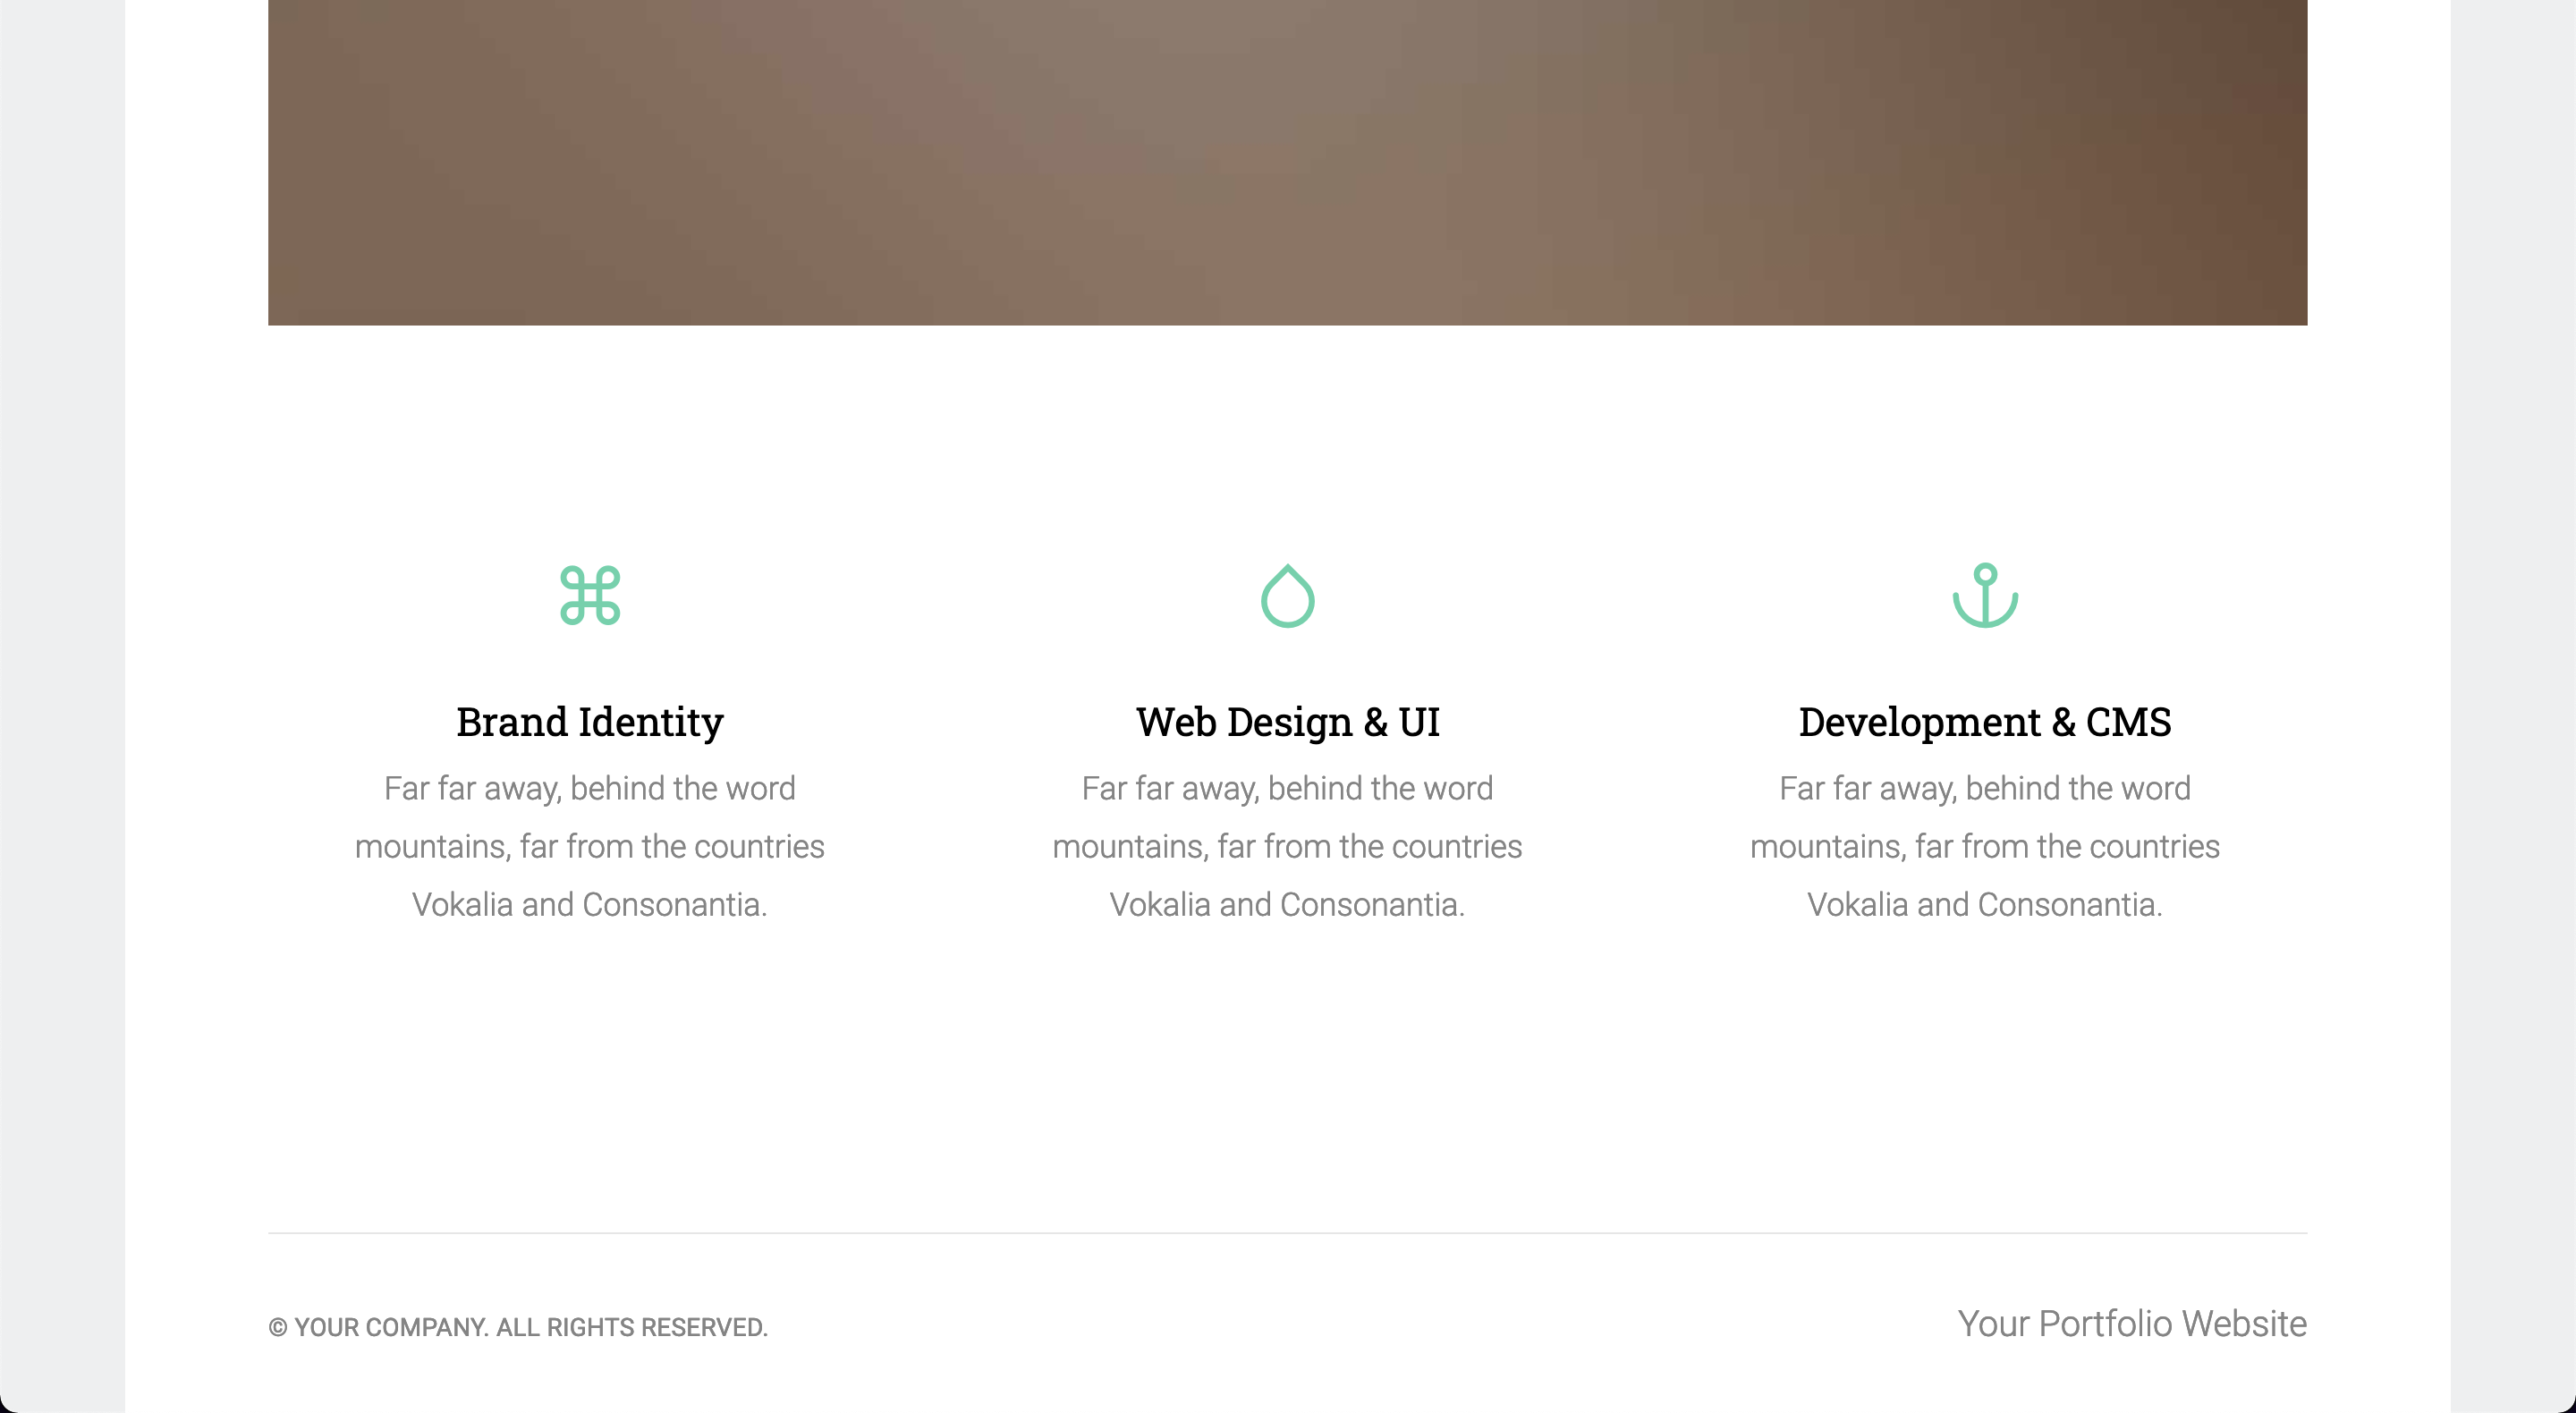 Brand Identity
Far far away, behind the word
mountains, far from the countries
Vokalia and Consonantia.
Web Design & UI
Far far away, behind the word
mountains, far from the countries
Vokalia and Consonantia.
Development & CMS
Far far away, behind the word
mountains, far from the countries
Vokalia and Consonantia.
© YOUR COMPANY. ALL RIGHTS RESERVED.
Your Portfolio Website